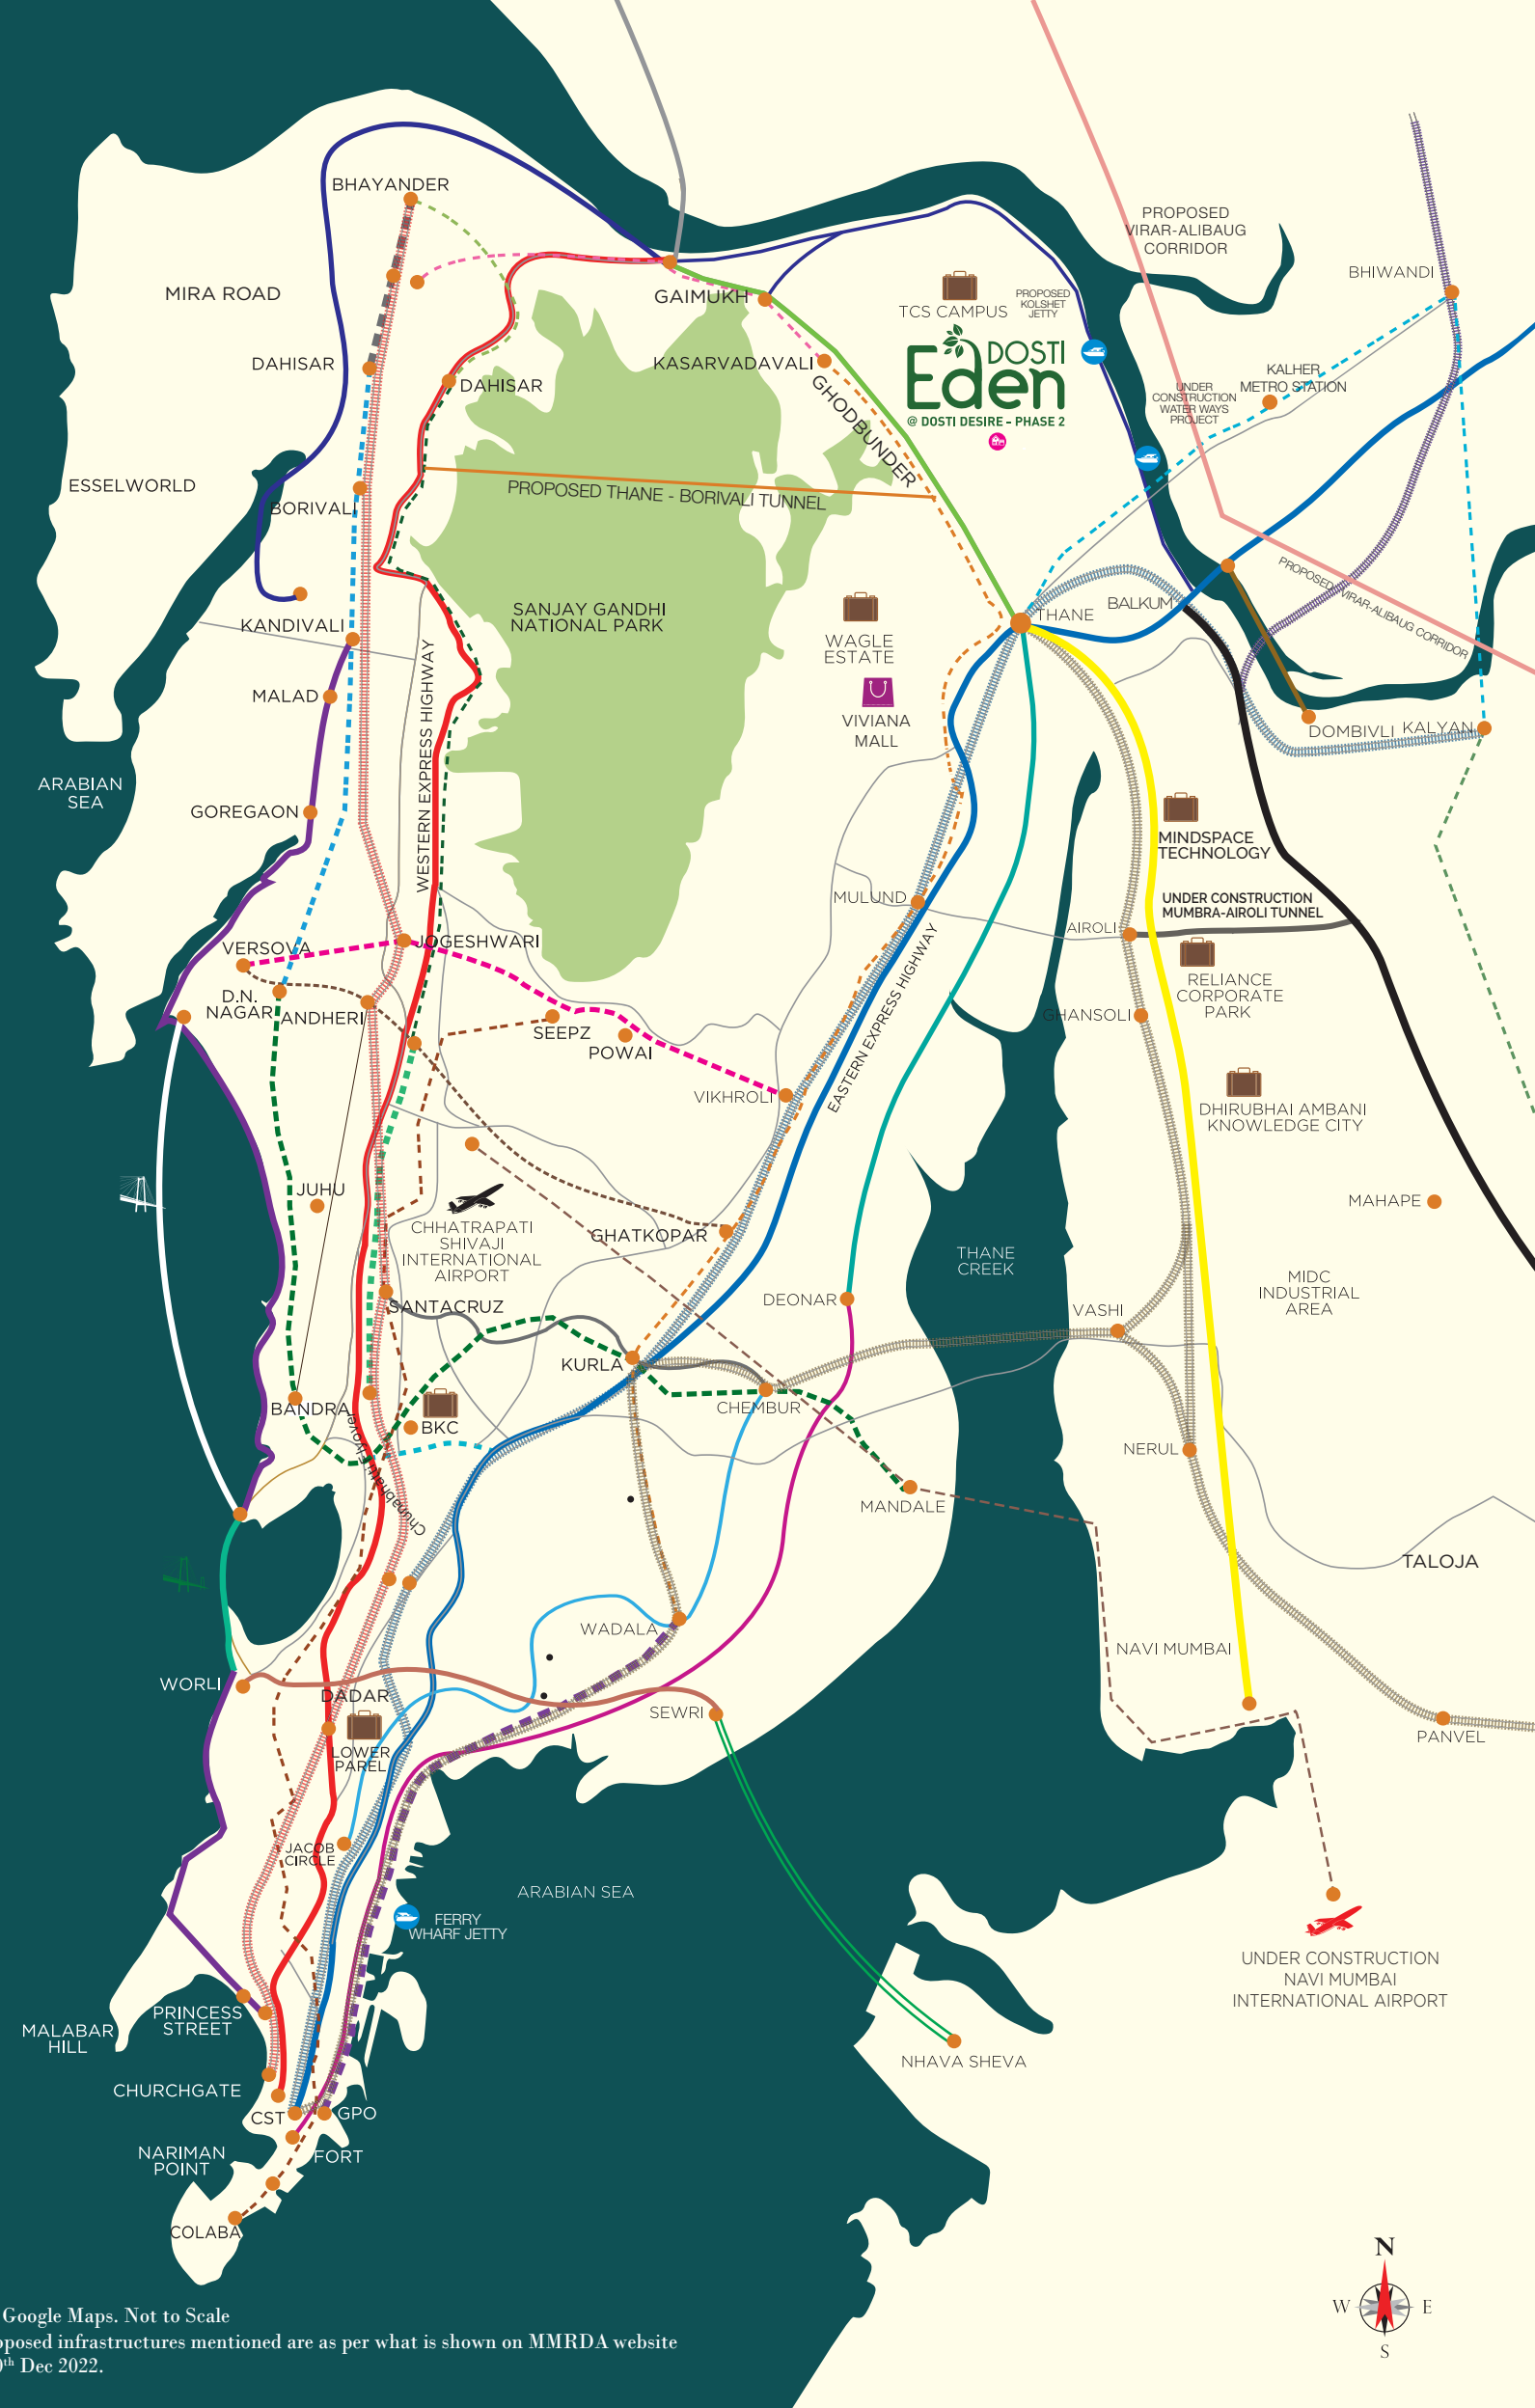 BHAYANDER
PROPOSED
VIRAR-ALIBAUG
CORRIDOR
BHIWANDI
MIRA ROAD
GAIMUKH
TCS CAMPUS
PROPOSED
KOLSHET
JETTY
DAHISAR
DAHISAR
KASARVADAVALI
GHODBUNDER
DOSTI
Eden
@ DOSTI DESIRE - PHASE 2
KALHER
METRO STATION
UNDER
CONSTRUCTION
WATER WAYS
PROJECT
ESSELWORLD
BORIVALI
PROPOSED THANE - BORIVALI TUNNEL
PROPOSED VIRAR-ALIBAUG CORRIDOR
SANJAY GANDHI
NATIONAL PARK
KANDIVALI
WAGLE
ESTATE
THANE
BALKUM
MALAD
WESTERN EXPRESS HIGHWAY
VIVIANA
MALL
DOMBIVLI
KALYAN
ARABIAN
SEA
GOREGAON
MINDSPACE
TECHNOLOGY
MULUND
UNDER CONSTRUCTION
MUMBRA-AIROLI TUNNEL
AIROLI
VERSOVA
JOGESHWARI
EASTERN EXPRESS HIGHWAY
RELIANCE
CORPORATE
PARK
D.N.
NAGAR
ANDHERI
SEEPZ
POWAI
GHANSOLI
VIKHROLI
DHIRUBHAI AMBANI
KNOWLEDGE CITY
JUHU
MAHAPE
CHHATRAPATI
SHIVAJI
INTERNATIONAL
AIRPORT
GHATKOPAR
THANE
CREEK
MIDC
INDUSTRIAL
AREA
SANTACRUZ
DEONAR
VASHI
KURLA
BANDRA
BKC
CHEMBUR
Chunabhatti Flyover
NERUL
MANDALE
TALOJA
WADALA
NAVI MUMBAI
WORLI
DADAR
SEWRI
PANVEL
LOWER
PAREL
JACOB
CIRCLE
ARABIAN SEA
FERRY
WHARF JETTY
UNDER CONSTRUCTION
NAVI MUMBAI
INTERNATIONAL AIRPORT
PRINCESS
STREET
MALABAR
HILL
NHAVA SHEVA
CHURCHGATE
CST
GPO
FORT
NARIMAN
POINT
COLABA
N
W
E
S
Google Maps. Not to Scale
infrastructures mentioned are as per what is shown on MMRDA website
Dec 2022.